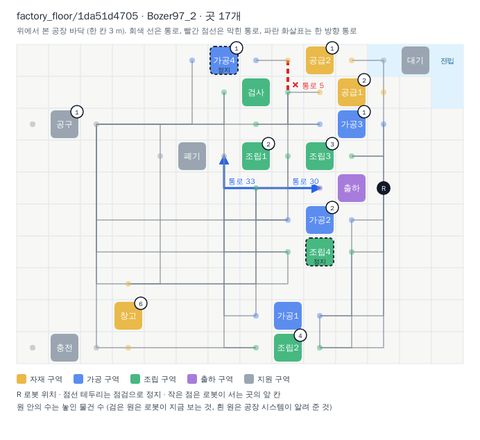 factory_floor/1da51d4705 · Bozer97_2 · 곳 17개
위에서 본 공장 바닥 (한 칸 3 m). 회색 선은 통로, 빨간 점선은 막힌 통로, 파란 화살표는 한 방향 통로
가공4 1 공급2 1 대기 전림
정지
검사 ✕ 통로 5 공급1 2
공구 1 가공3 1
폐기 조립1 2 조립3 3
통로 33 통로 30 출하 R
가공2 2
조립4
정지
창고 6 가공1
충전 조립2 4
자재 구역 가공 구역 조립 구역 출하 구역 지원 구역
R 로봇 위치 · 점선 테두리는 점검으로 정지 · 작은 점은 로봇이 서는 곳의 앞 칸
원 안의 수는 놓인 물건 수 (검은 원은 로봇이 지금 보는 것, 흰 원은 공장 시스템이 알려 준 것)